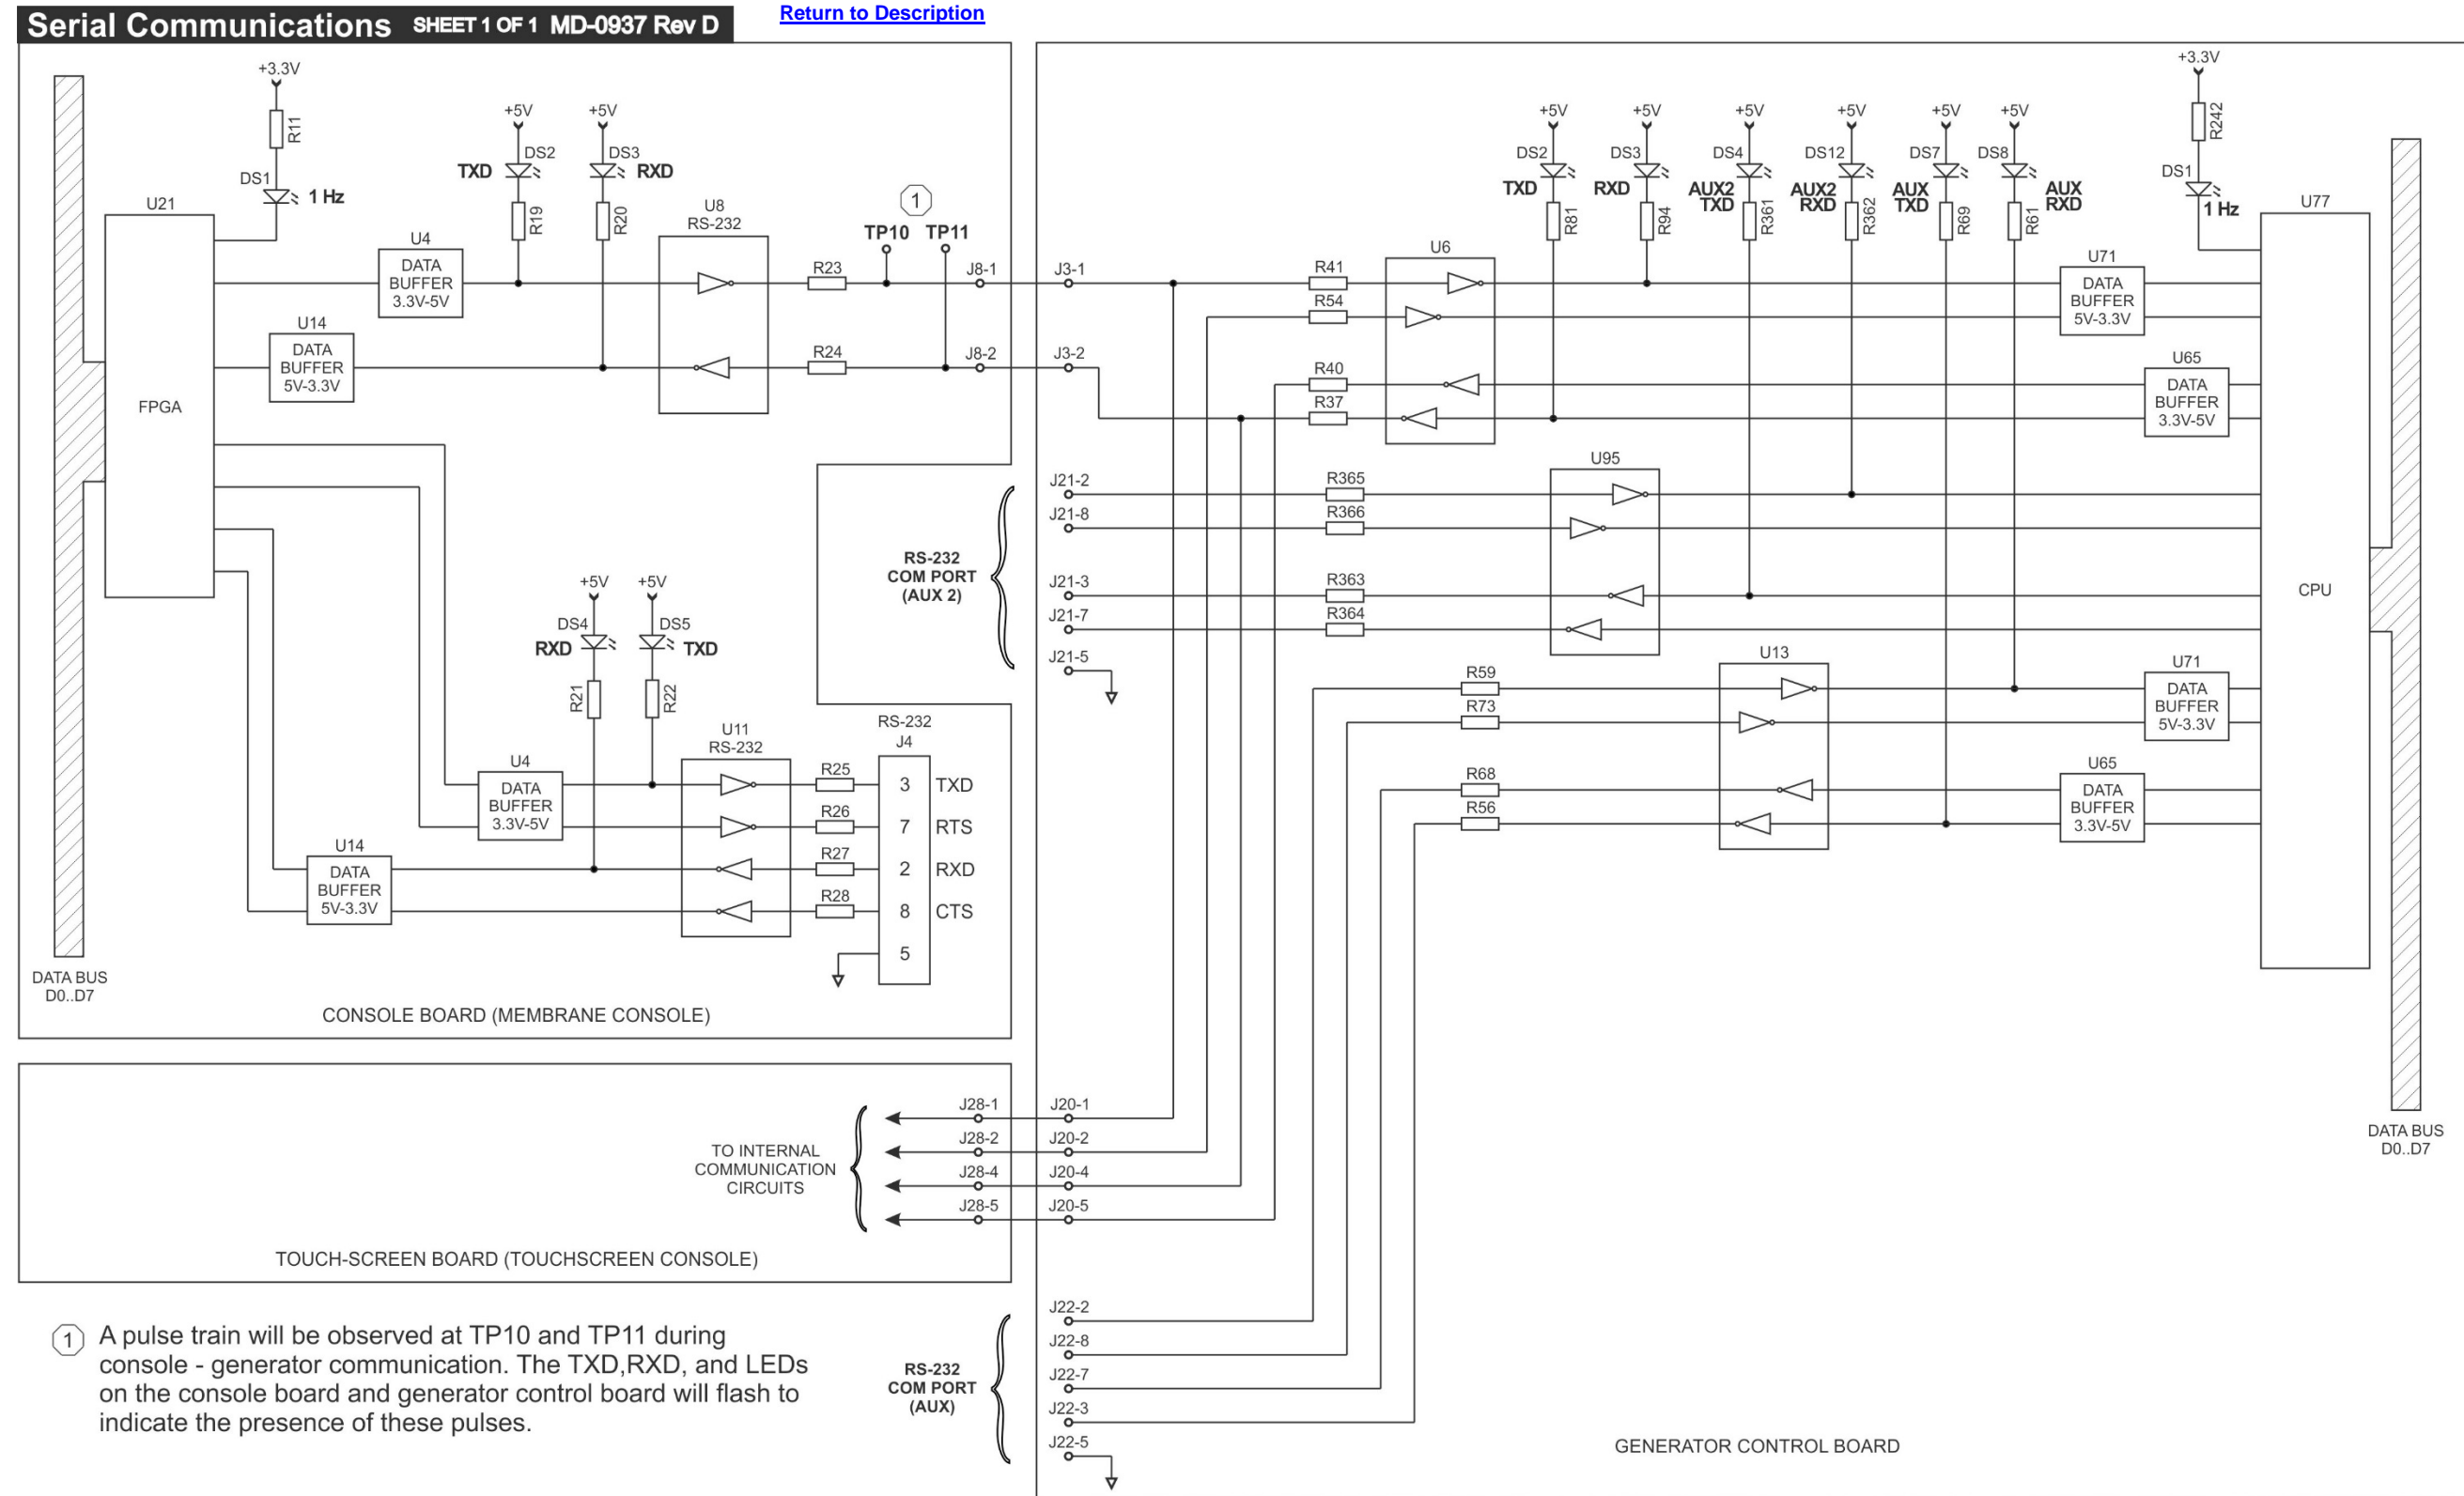 Serial Communications SHEET 1 OF 1 MD-0937 Rev D
Return to Description
+3.3V
R11
DS1
1 Hz
U21
FPGA
+5V
+5V
DS2
DS3
TXD
RXD
R19
R20
U4
DATA
BUFFER
3.3V-5V
U14
DATA
BUFFER
5V-3.3V
U8
RS-232
1
TP10
TP11
R23
R24
J8-1
J8-2
+5V
+5V
DS4
DS5
RXD
TXD
R21
R22
U4
DATA
BUFFER
3.3V-5V
U14
DATA
BUFFER
5V-3.3V
U11
RS-232
R25
R26
R27
R28
RS-232
J4
3 TXD
7 RTS
2 RXD
8 CTS
5
DATA BUS
D0..D7
CONSOLE BOARD (MEMBRANE CONSOLE)
J3-1
J3-2
RS-232
COM PORT
(AUX 2)
J21-2
J21-8
J21-3
J21-7
J21-5
R41
R54
R40
R37
U6
+5V
+5V
+5V
+5V
+5V
+5V
DS2
DS3
DS4
DS12
DS7
DS8
TXD
RXD
AUX2
TXD
AUX2
RXD
AUX
TXD
AUX
RXD
R81
R94
R361
R362
R69
R61
+3.3V
R242
DS1
1 Hz
U77
CPU
U71
DATA
BUFFER
5V-3.3V
U65
DATA
BUFFER
3.3V-5V
R365
R366
R363
R364
U95
R59
R73
R68
R56
U13
U71
DATA
BUFFER
5V-3.3V
U65
DATA
BUFFER
3.3V-5V
DATA BUS
D0..D7
TO INTERNAL
COMMUNICATION
CIRCUITS
J28-1
J28-2
J28-4
J28-5
J20-1
J20-2
J20-4
J20-5
TOUCH-SCREEN BOARD (TOUCHSCREEN CONSOLE)
1 A pulse train will be observed at TP10 and TP11 during
console - generator communication. The TXD,RXD, and LEDs
on the console board and generator control board will flash to
indicate the presence of these pulses.
RS-232
COM PORT
(AUX)
J22-2
J22-8
J22-7
J22-3
J22-5
GENERATOR CONTROL BOARD